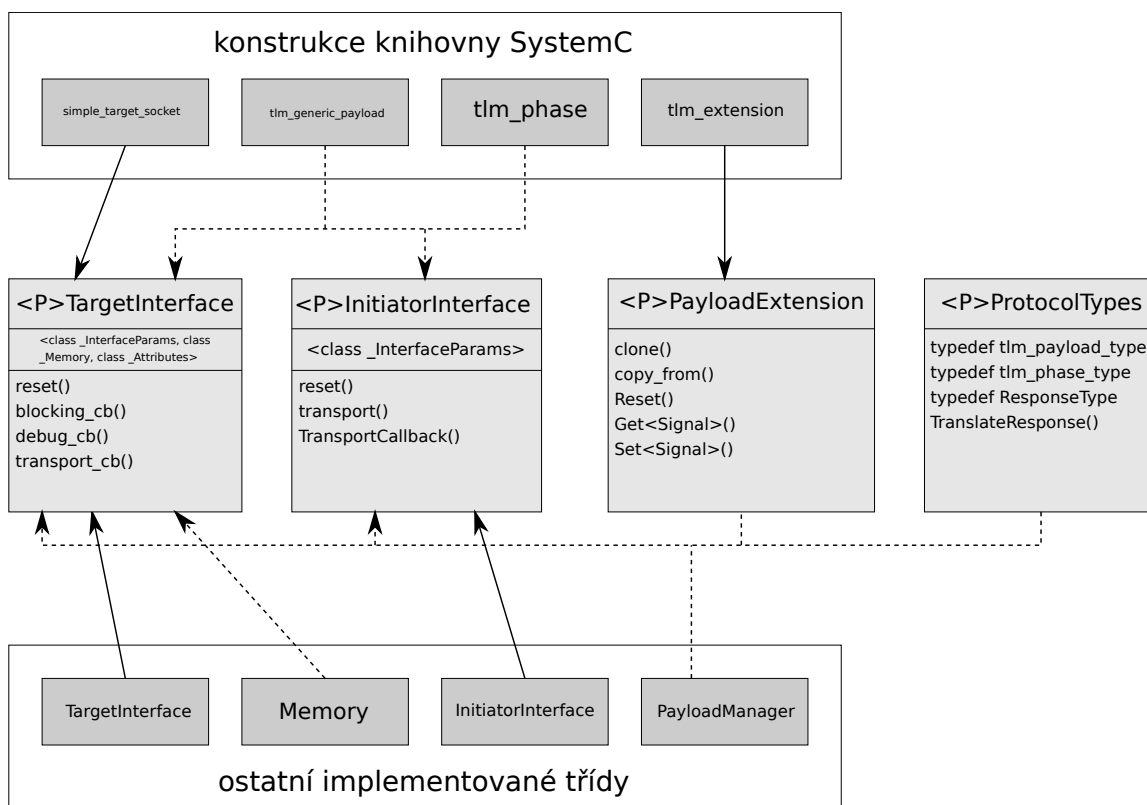 konstrukce knihovny SystemC
simple_target_socket
tlm_generic_payload
tlm_phase
tlm_extension
<P>TargetInterface
<class _InterfaceParams, class
_Memory, class _Attributes>
reset()
blocking_cb()
debug_cb()
transport_cb()
<P>InitiatorInterface
<class _InterfaceParams>
reset()
transport()
TransportCallback()
<P>PayloadExtension
clone()
copy_from()
Reset()
Get<Signal>()
Set<Signal>()
<P>ProtocolTypes
typedef tlm_payload_type
typedef tlm_phase_type
typedef ResponseType
TranslateResponse()
TargetInterface
Memory
InitiatorInterface
PayloadManager
ostatní implementované třídy